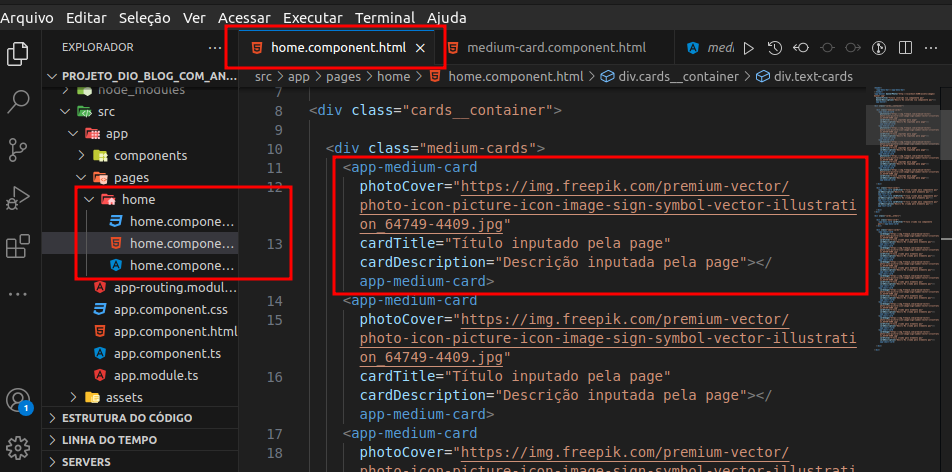 Arquivo Editar Seleção Ver Acessar Executar Terminal Ajuda
EXPLORADOR ...
home.component.html ×
medium-card.component.html
medi
PROJETO_DIO_BLOG_COM_AN...
node_modules
src
app
components
pages
home
home.compone...
home.compone...
home.compone...
app-routing.modul...
app.component.css
app.component.html
app.component.ts
app.module.ts
assets
ESTRUTURA DO CÓDIGO
LINHA DO TEMPO
SERVERS
1
src > app > pages > home > home.component.html > div.cards__container > div.text-cards
7
8 <div class="cards__container">
9
10 <div class="medium-cards">
11 <app-medium-card
12 photoCover="https://img.freepik.com/premium-vector/
photo-icon-picture-icon-image-sign-symbol-vector-illustrati
on_64749-4409.jpg"
13 cardTitle="Título inputado pela page"
cardDescription="Descrição inputada pela page"></
app-medium-card>
14 <app-medium-card
15 photoCover="https://img.freepik.com/premium-vector/
photo-icon-picture-icon-image-sign-symbol-vector-illustrati
on_64749-4409.jpg"
16 cardTitle="Título inputado pela page"
cardDescription="Descrição inputada pela page"></
app-medium-card>
17 <app-medium-card
18 photoCover="https://img.freepik.com/premium-vector/
photo-icon-picture-icon-image-sign-symbol-vector-illustrati